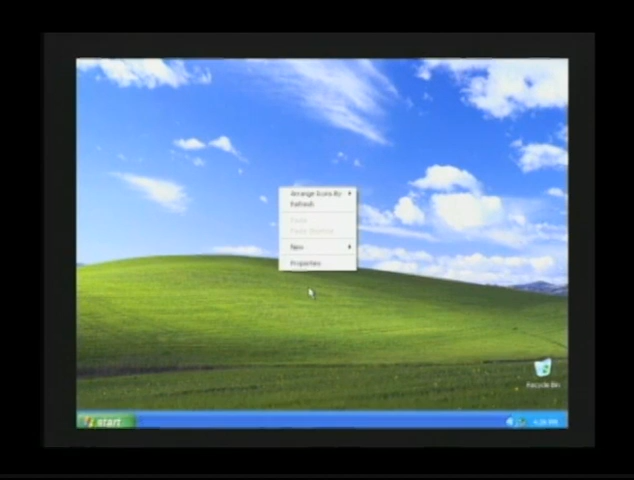 Arrange Icons By
Refresh
Paste
Paste Shortcut
New
Properties
Recycle Bin
start